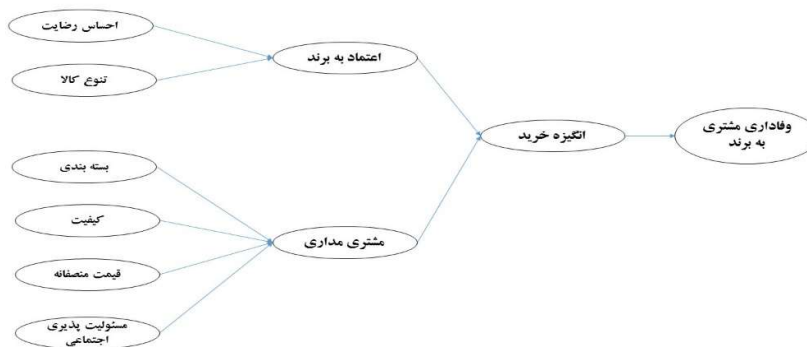 احساس رضایت
تنوع کالا
اعتماد به برند
بسته بندی
کیفیت
قیمت منصفانه
مسئولیت پذیری
اجتماعی
مشتری مداری
انگیزه خرید
وفاداری مشتری
به برند